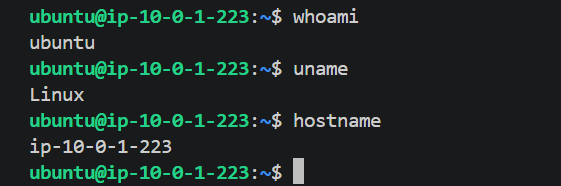 ubuntu@ip-10-0-1-223:~$ whoami
ubuntu
ubuntu@ip-10-0-1-223:~$ uname
Linux
ubuntu@ip-10-0-1-223:~$ hostname
ip-10-0-1-223
ubuntu@ip-10-0-1-223:~$